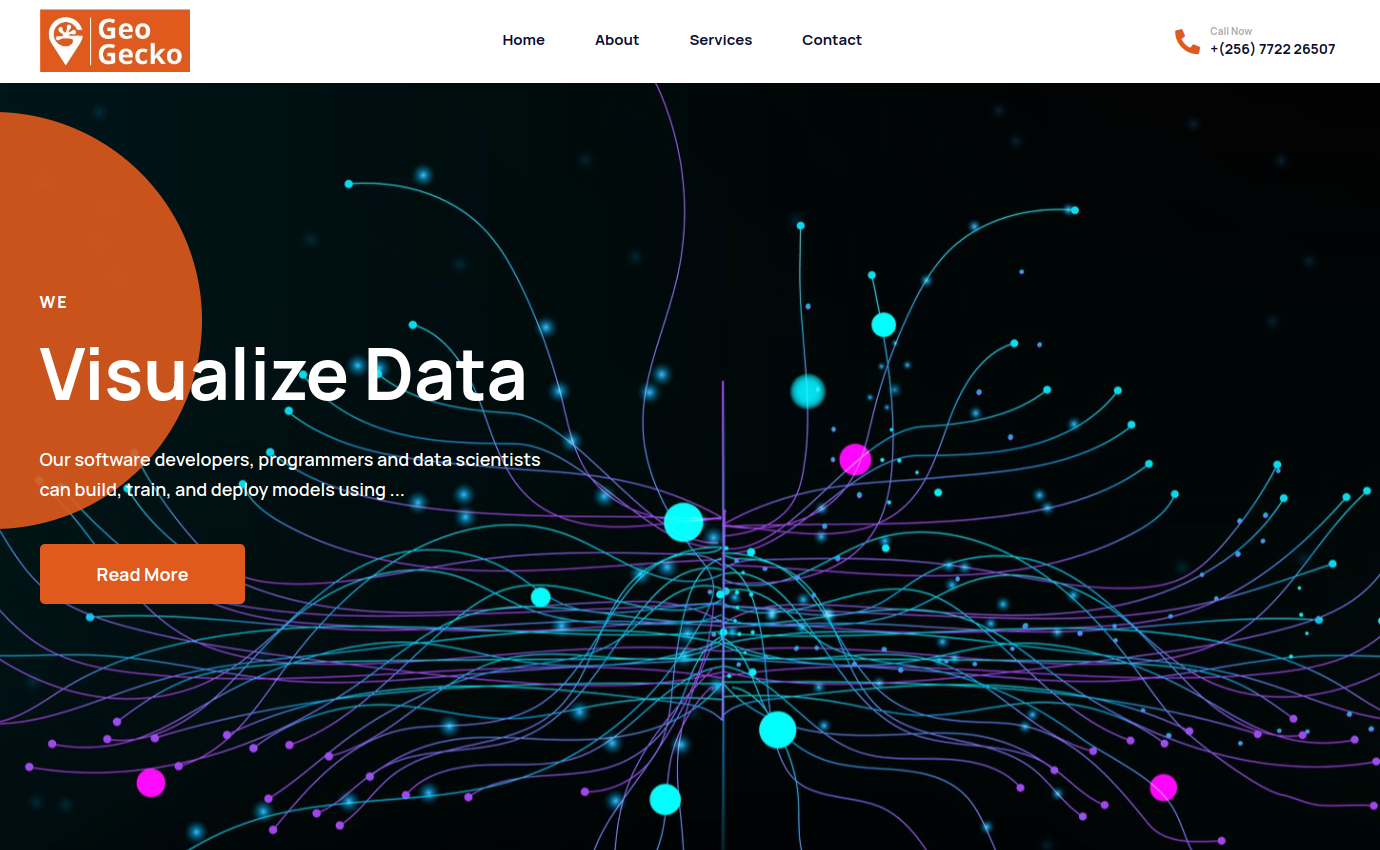 Geo
Gecko
Home
About
Services
Contact
Call Now
+(256) 7722 26507
WE
Visualize Data
Our software developers, programmers and data scientists
can build, train, and deploy models using ...
Read More